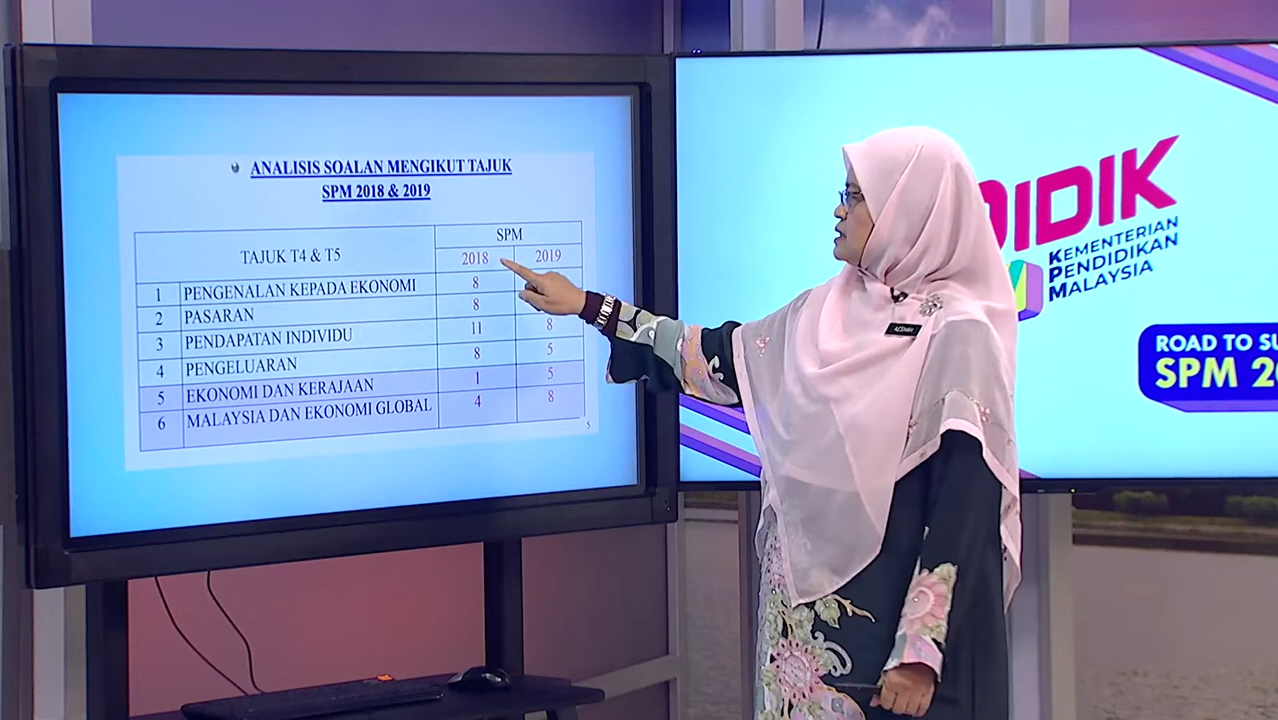 ANALISIS SOALAN MENGIKUT TAJUK
SPM 2018 & 2019
TAJUK T4 & T5
SPM
2018 2019
1 PENGENALAN KEPADA EKONOMI 8
2 PASARAN 8
3 PENDAPATAN INDIVIDU 11 8
4 PENGELUARAN 8 5
5 EKONOMI DAN KERAJAAN 1 5
6 MALAYSIA DAN EKONOMI GLOBAL 4 8
5
DIDIK
KEMENTERIAN
PENDIDIKAN
MALAYSIA
ROAD TO SU
SPM 20